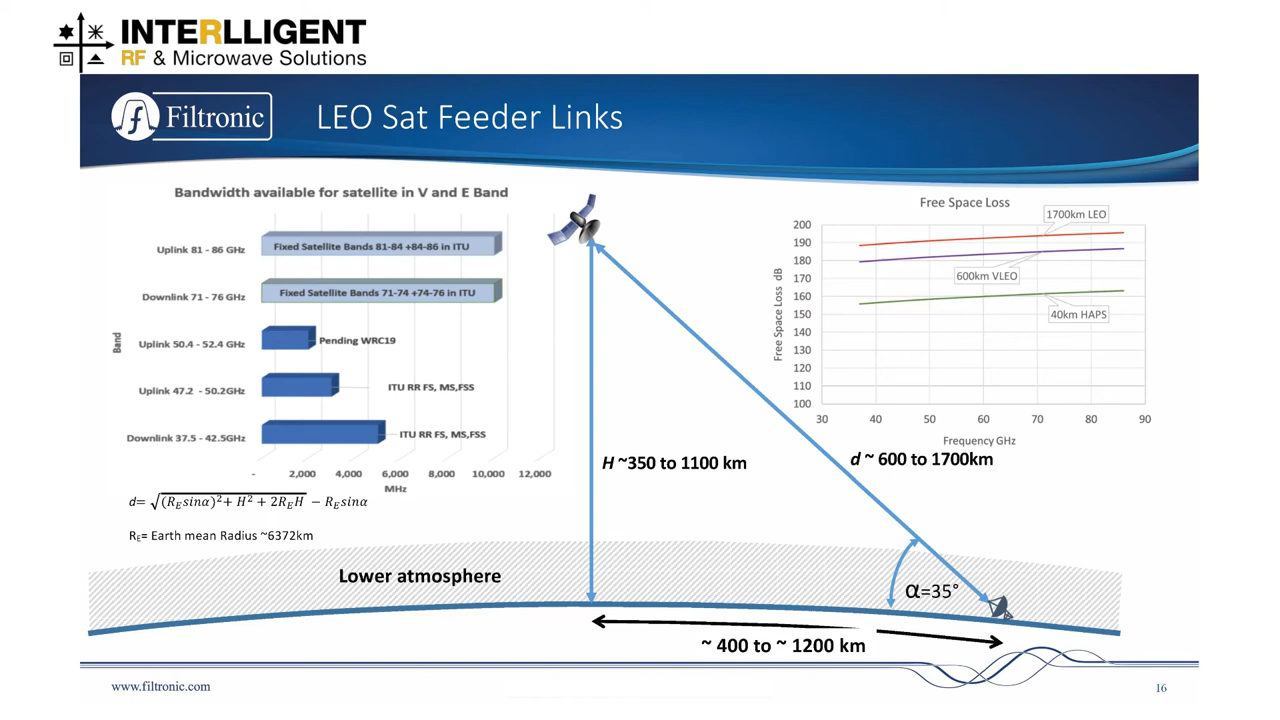 INTERLLIGENT
RF & Microwave Solutions
Filtronic
LEO Sat Feeder Links
Bandwidth available for satellite in V and E Band
Band
Uplink 81 - 86 GHz
Fixed Satellite Bands 81-84 +84-86 in ITU
Downlink 71 - 76 GHz
Fixed Satellite Bands 71-74 +74-76 in ITU
Uplink 50.4 - 52.4 GHz
Pending WRC19
Uplink 47.2 - 50.2GHz
ITU RR FS, MS,FSS
Downlink 37.5 - 42.5GHz
ITU RR FS, MS,FSS
- 2,000 4,000 6,000 8,000 10,000 12,000
MHz
d= √(R_E sinα)²+ H² + 2R_E H − R_E sinα
R_E= Earth mean Radius ~6372km
Free Space Loss
Free Space Loss dB
200
190
180
170
160
150
140
130
120
110
100
1700km LEO
600km VLEO
40km HAPS
30 40 50 60 70 80 90
Frequency GHz
H ~350 to 1100 km
d ~ 600 to 1700km
Lower atmosphere
α=35°
~ 400 to ~ 1200 km
www.filtronic.com
16